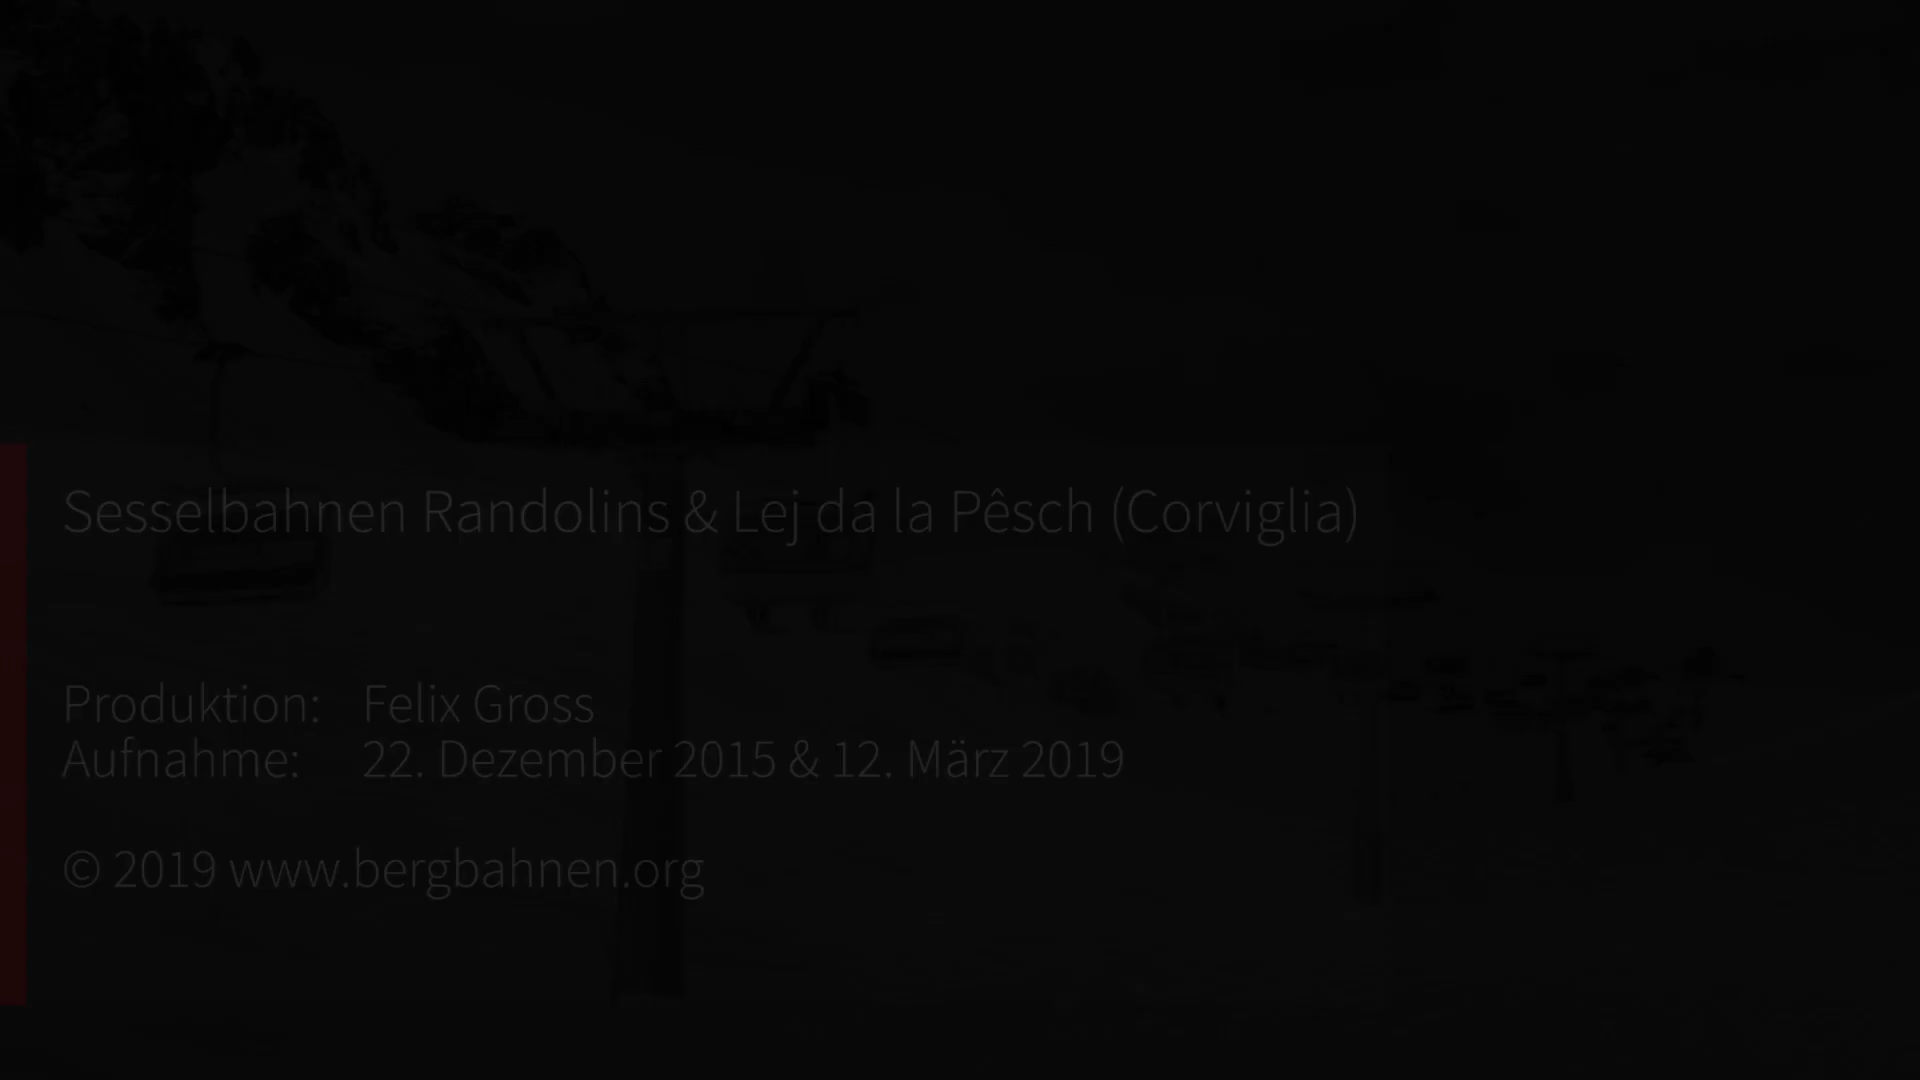 Sesselbahnen Randolins & Lej da la Pêsch (Corviglia)
Produktion: Felix Gross
Aufnahme: 22. Dezember 2015 & 12. März 2019
© 2019 www.bergbahnen.org